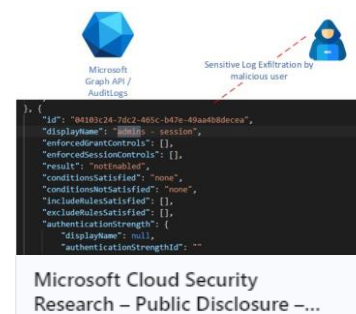 Microsoft
Graph API /
AuditLogs
Sensitive Log Exfiltration by
malicious user
}, {
"id": "04103c24-7dc2-465c-b47e-49aa4b8decea",
"displayName": "admins - session",
"enforcedGrantControls": [],
"enforcedSessionControls": [],
"result": "notEnabled",
"conditionsSatisfied": "none",
"conditionsNotSatisfied": "none",
"includeRulesSatisfied": [],
"excludeRulesSatisfied": [],
"authenticationStrength": {
"displayName": null,
"authenticationStrengthId": ""
Microsoft Cloud Security
Research – Public Disclosure –...